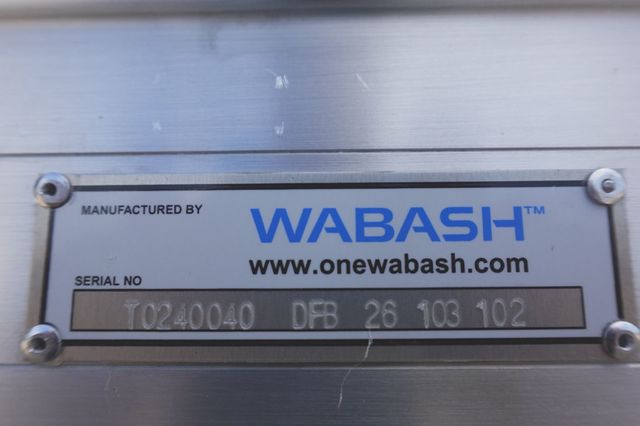 MANUFACTURED BY
WABASH™
www.onewabash.com
SERIAL NO
T0240040 DFB 26 103 102